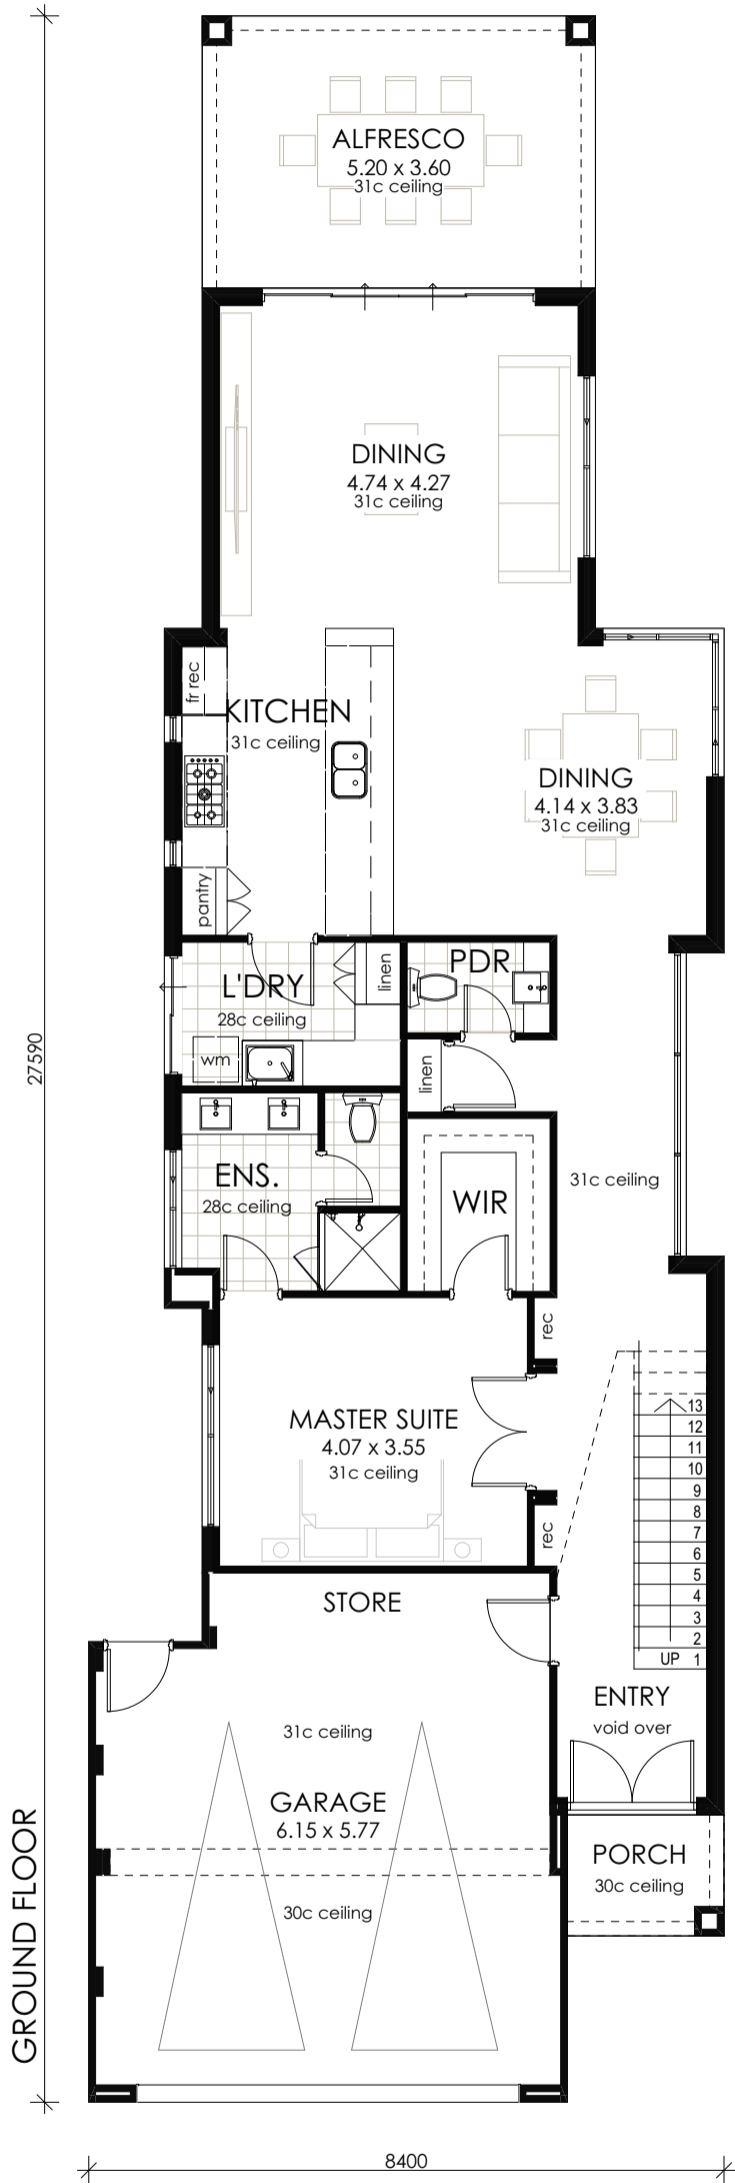 ALFRESCO
5.20 x 3.60
31c ceiling
DINING
4.74 x 4.27
31c ceiling
fr rec
KITCHEN
31c ceiling
DINING
4.14 x 3.83
31c ceiling
pantry
L'DRY
28c ceiling
linen
PDR
wm
linen
27590
ENS.
28c ceiling
WIR
31c ceiling
rec
MASTER SUITE
4.07 x 3.55
31c ceiling
rec
13
12
11
10
9
8
7
6
5
4
3
2
UP 1
STORE
ENTRY
void over
31c ceiling
GARAGE
6.15 x 5.77
30c ceiling
PORCH
30c ceiling
GROUND FLOOR
8400